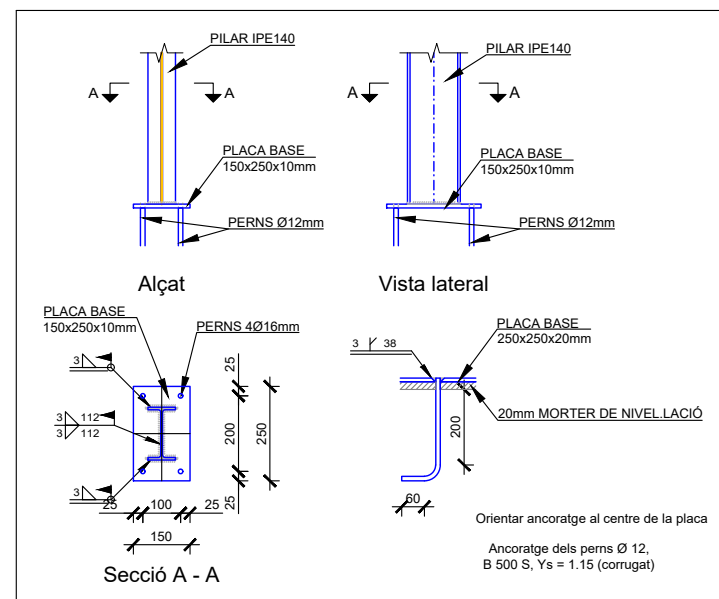 PILAR IPE140
A
A
PLACA BASE
150x250x10mm
PERNS Ø12mm
Alçat
PILAR IPE140
A
A
PLACA BASE
150x250x10mm
PERNS Ø12mm
Vista lateral
PLACA BASE
150x250x10mm
PERNS 4Ø16mm
3
3 112
3 112
3
25
200
25
250
25 100 25
150
Secció A - A
3 38
PLACA BASE
250x250x20mm
20mm MORTER DE NIVEL.LACIÓ
200
60
Orientar ancoratge al centre de la placa
Ancoratge dels perns Ø 12,
B 500 S, Ys = 1.15 (corrugat)